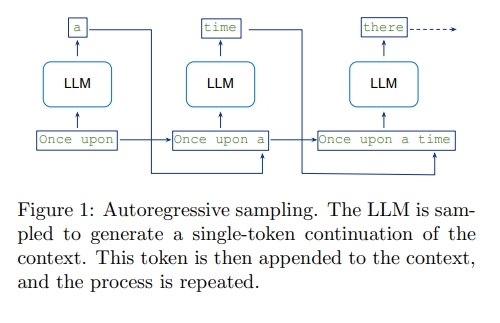 a
time
there
LLM
LLM
LLM
Once upon
Once upon a
Once upon a time
Figure 1: Autoregressive sampling. The LLM is sam-
pled to generate a single-token continuation of the
context. This token is then appended to the context,
and the process is repeated.